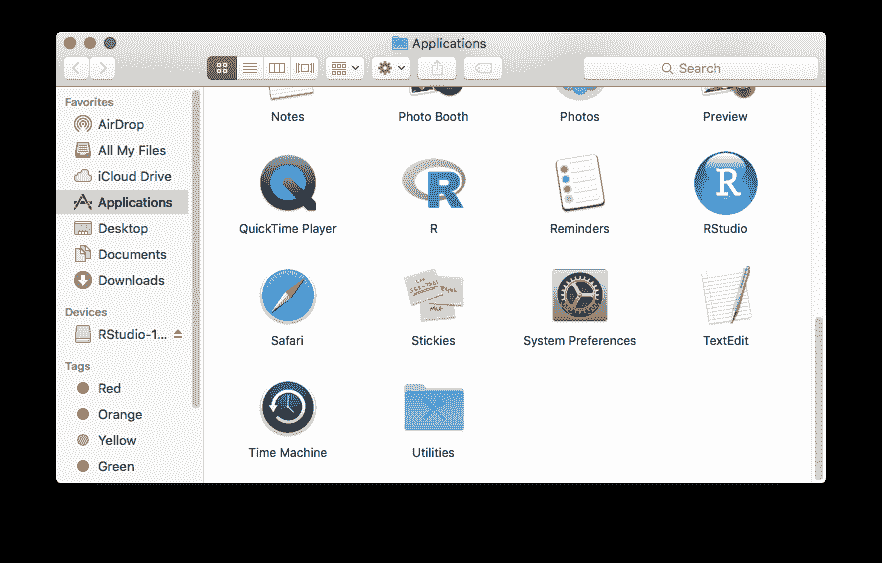 Applications
Search
Favorites
AirDrop
All My Files
iCloud Drive
Applications
Desktop
Documents
Downloads
Devices
RStudio-1...
Tags
Red
Orange
Yellow
Green
Notes
Photo Booth
Photos
Preview
QuickTime Player
R
R
Reminders
R
RStudio
Safari
Stickies
System Preferences
TextEdit
Time Machine
Utilities